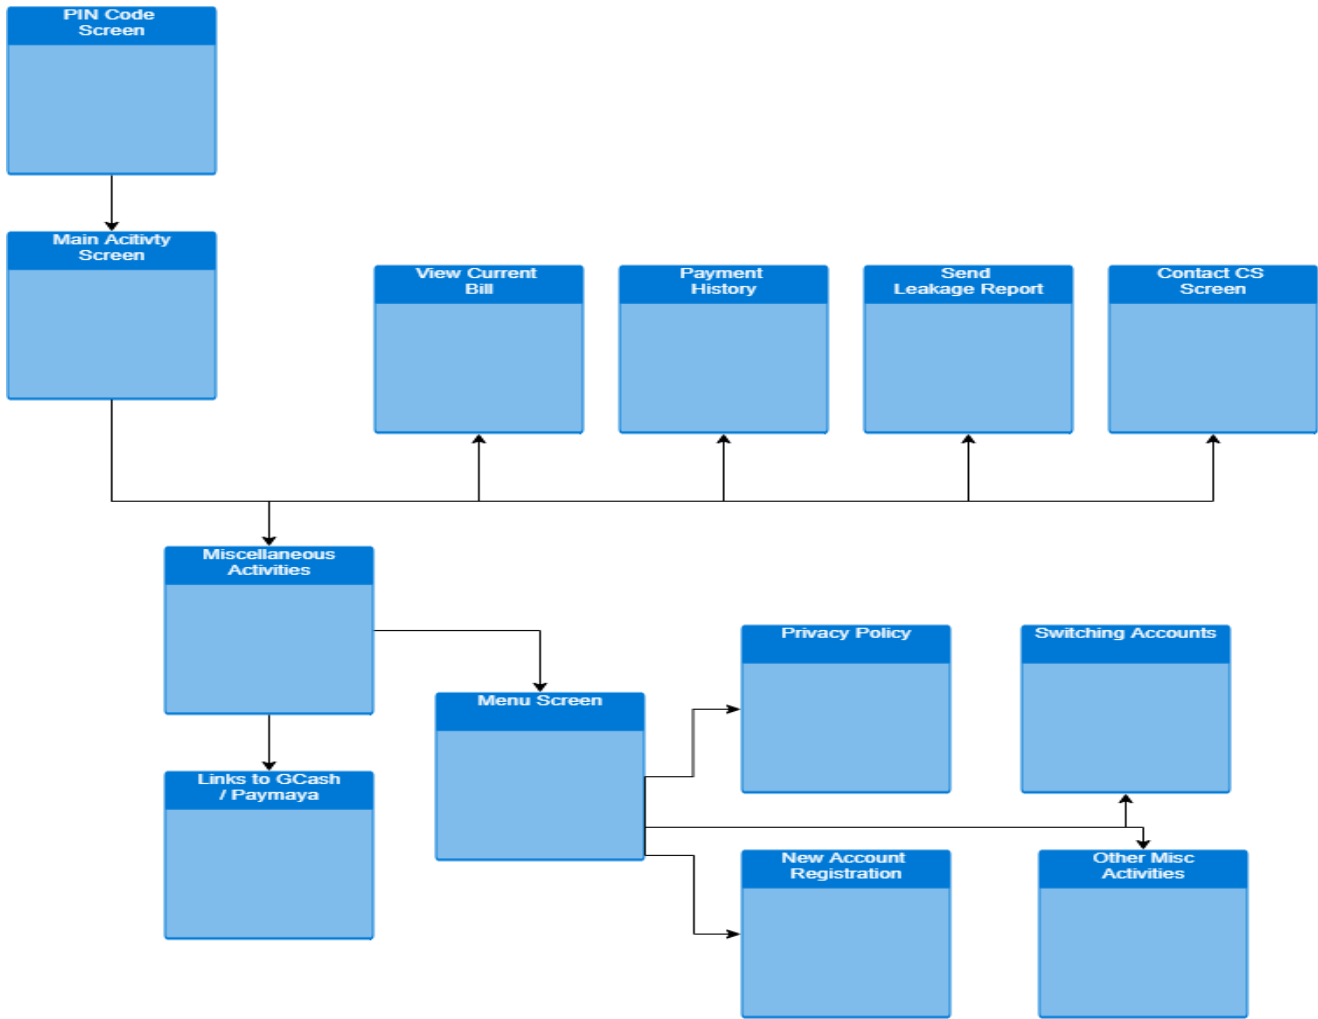 PIN Code
Screen
Main Acitivty
Screen
View Current
Bill
Payment
History
Send
Leakage Report
Contact CS
Screen
Miscellaneous
Activities
Privacy Policy
Switching Accounts
Menu Screen
Links to GCash
/ Paymaya
New Account
Registration
Other Misc
Activities